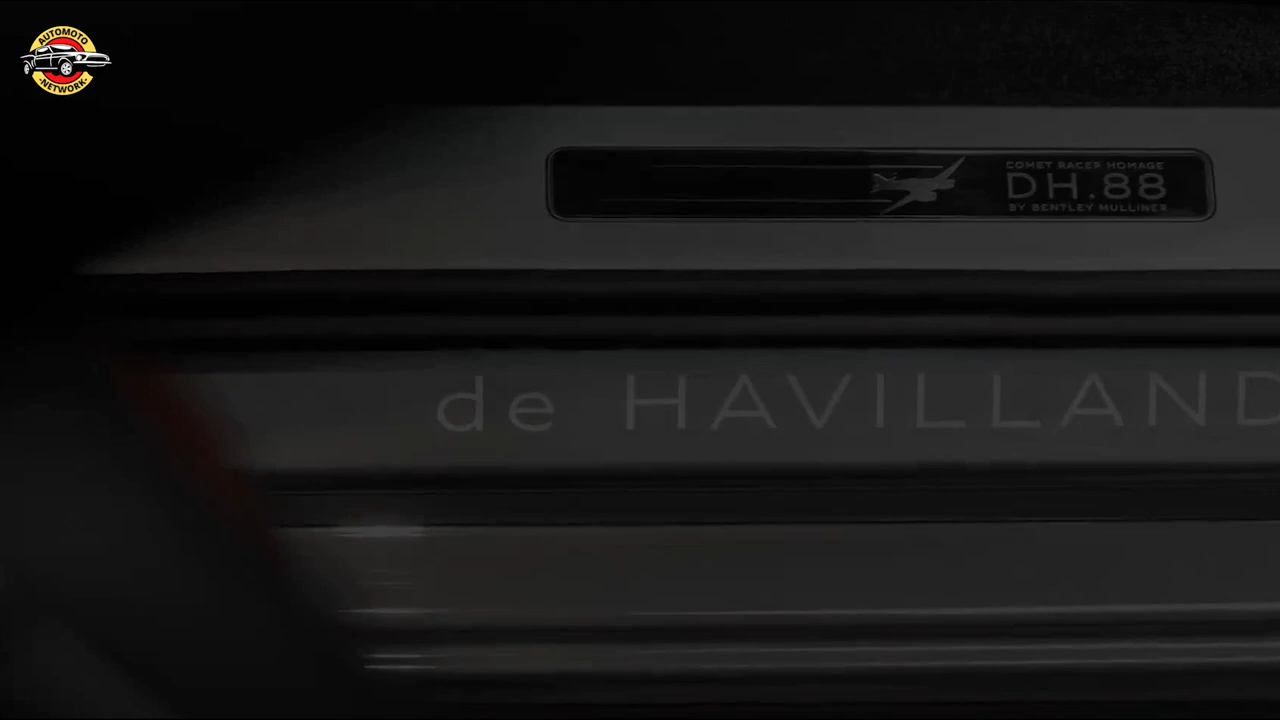 AUTOMOTO
·NETWORK·
COMET RACER HOMAGE
DH.88
BY BENTLEY MULLINER
de HAVILLAND